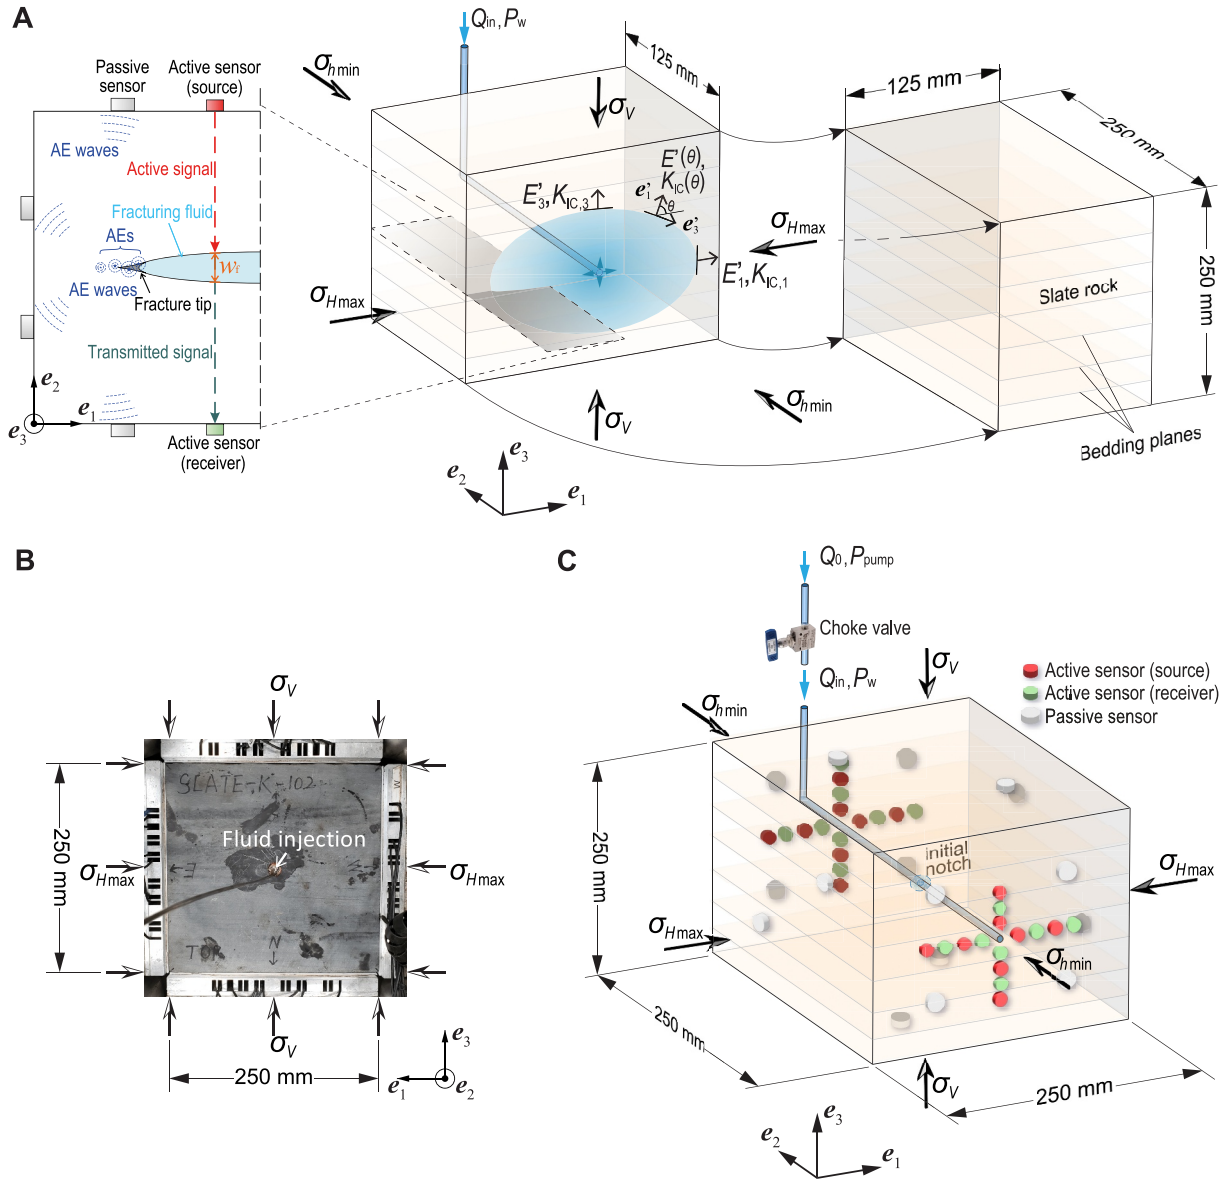 A
Passive
sensor
Active sensor
(source)
AE waves
Active signal
Fracturing fluid
AEs
w_f
AE waves
Fracture tip
Transmitted signal
e_2
e_1
e_3
Active sensor
(receiver)
Q_in, P_w
σ_hmin
125 mm
σ_V
E'(θ),
K_IC(θ)
E'_3, K_IC,3
e'_1
θ
e'_3
E'_1, K_IC,1
σ_Hmax
σ_Hmax
σ_V
σ_hmin
125 mm
250 mm
250 mm
Slate rock
Bedding planes
e_3
e_2
e_1
B
σ_V
SLATE-K-102
Fluid injection
250 mm
σ_Hmax
σ_Hmax
E
TOK
N
σ_V
250 mm
e_3
e_1
e_2
C
Q_0, P_pump
Choke valve
Q_in, P_w
σ_V
Active sensor (source)
Active sensor (receiver)
Passive sensor
σ_hmin
250 mm
initial
notch
σ_Hmax
σ_Hmax
σ_hmin
250 mm
σ_V
250 mm
e_3
e_2
e_1